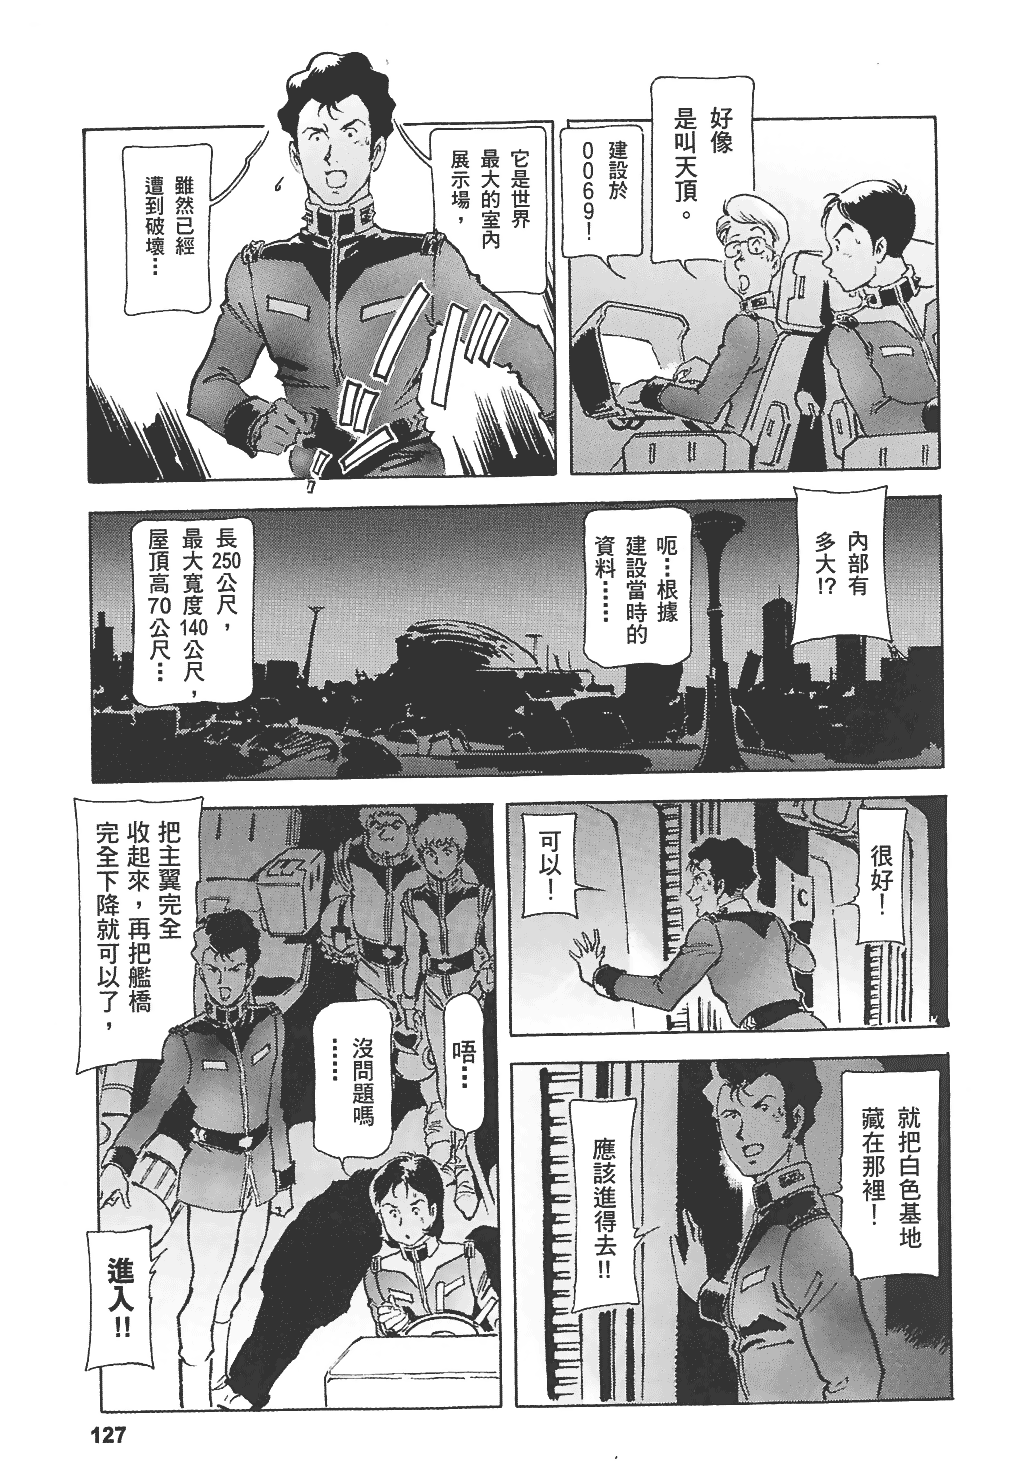 好像
是叫天頂。
建設於
0069!
它是世界
最大的室內
展示場，
雖然已經
遭到破壞…
內部有
多大!?
呃…根據
建設當時的
資料……
長250公尺，
最大寬度140公尺，
屋頂高70公尺…
很好!
可以!
就把白色基地
藏在那裡!
應該進得去!!
把主翼完全
收起來，再把艦橋
完全下降就可以了，
唔…
沒問題嗎
……
進入!!
127